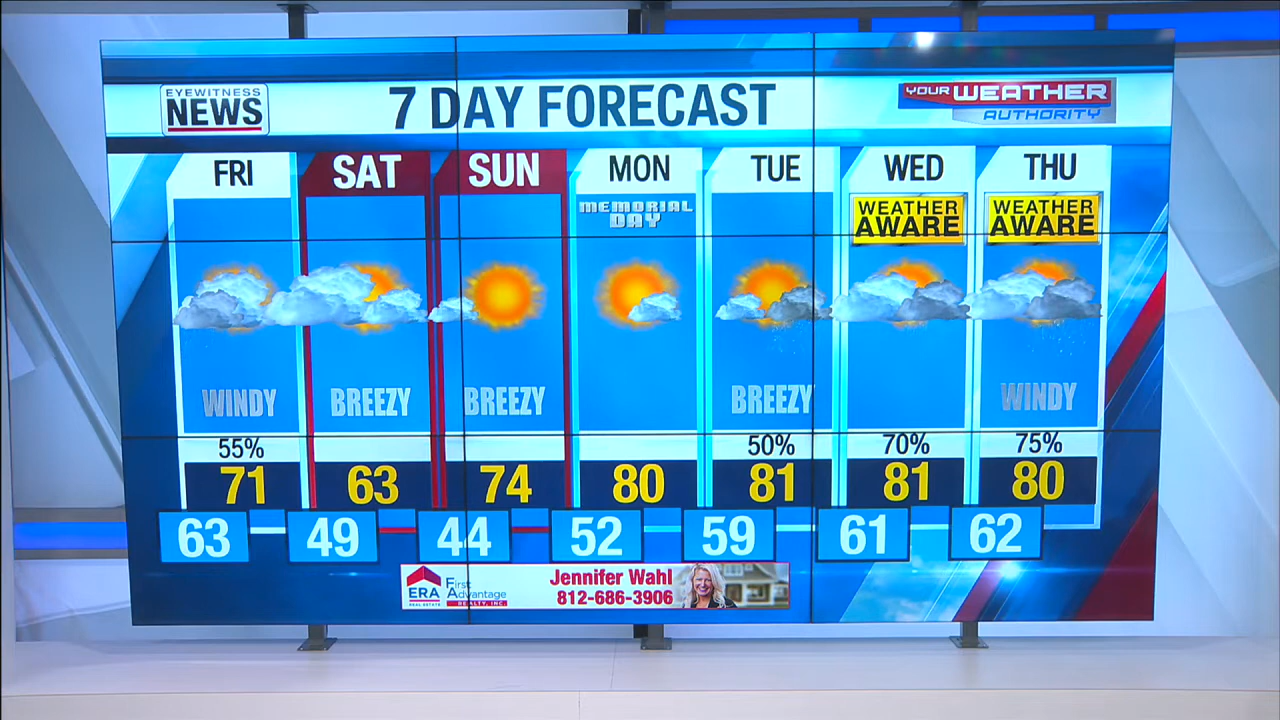 EYEWITNESS
NEWS
7 DAY FORECAST
YOUR WEATHER
AUTHORITY
FRI
SAT
SUN
MON
TUE
WED
THU
MEMORIAL
DAY
WEATHER
AWARE
WEATHER
AWARE
WINDY
BREEZY
BREEZY
BREEZY
WINDY
55%
50%
70%
75%
71
63
74
80
81
81
80
63
49
44
52
59
61
62
ERA
REAL ESTATE
First
Advantage
REALTY, INC.
Jennifer Wahl
812-686-3906